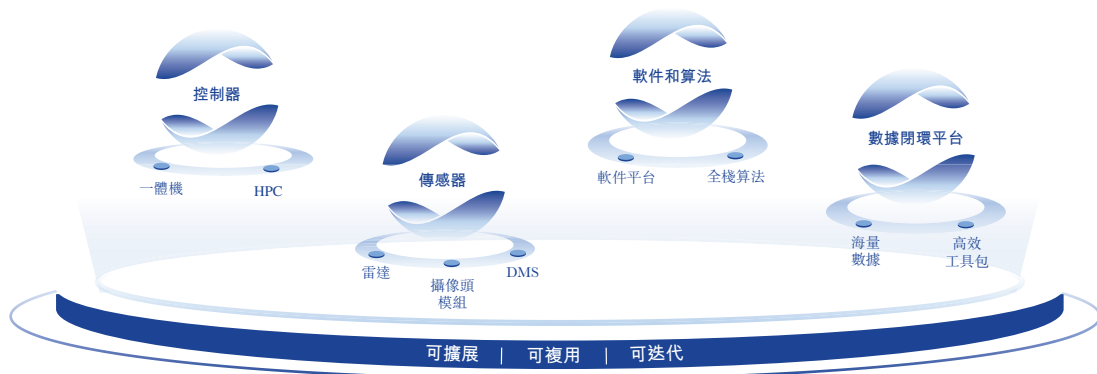 控制器
一體機
HPC
傳感器
雷達
攝像頭
模組
DMS
軟件和算法
軟件平台
全棧算法
數據閉環平台
海量
數據
高效
工具包
可擴展 | 可複用 | 可迭代